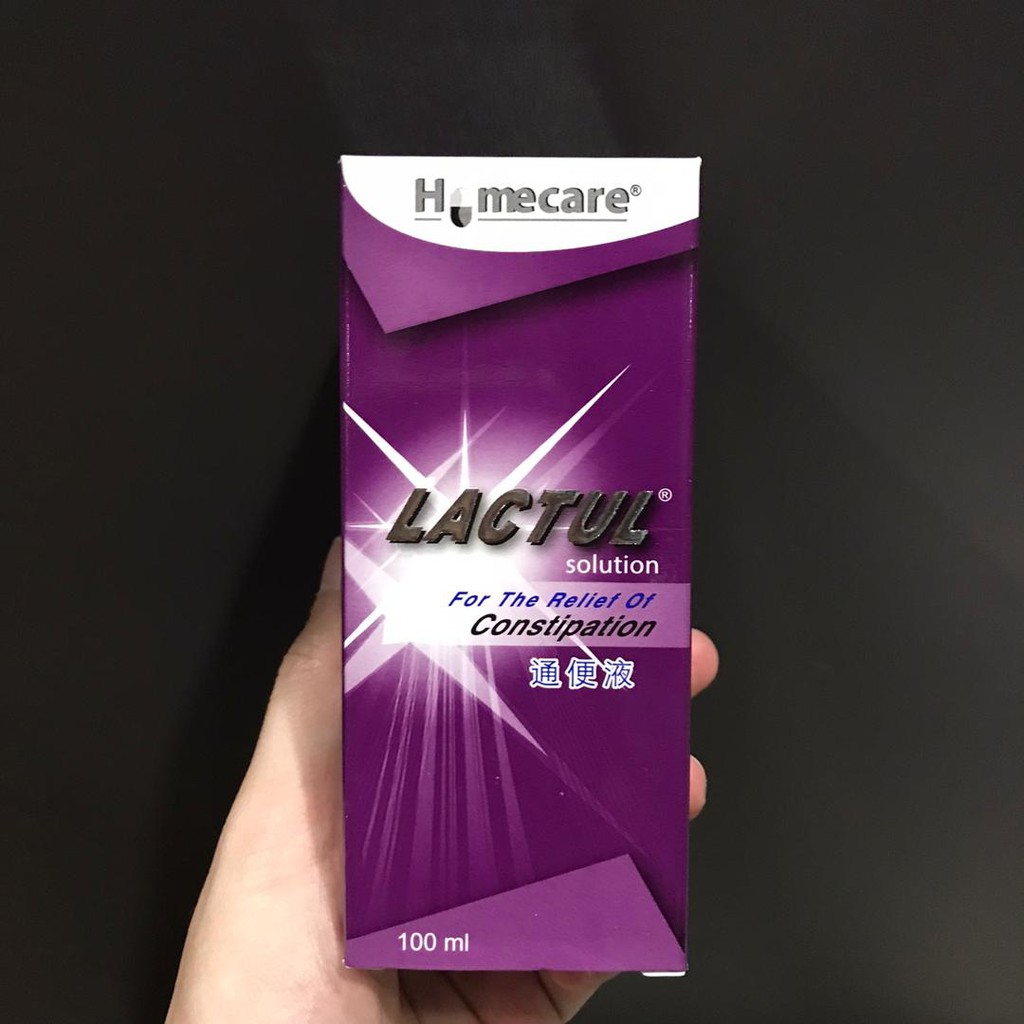 Homecare®
LACTUL®
solution
For The Relief Of
Constipation
通便液
100 ml